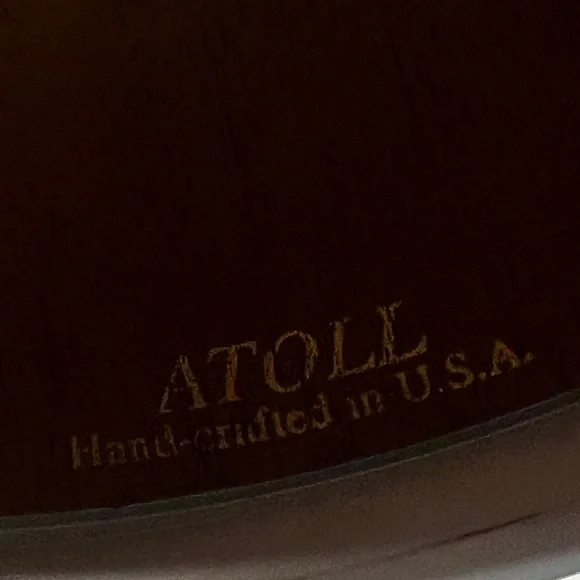 ATOLL
Hand-crafted in U.S.A.